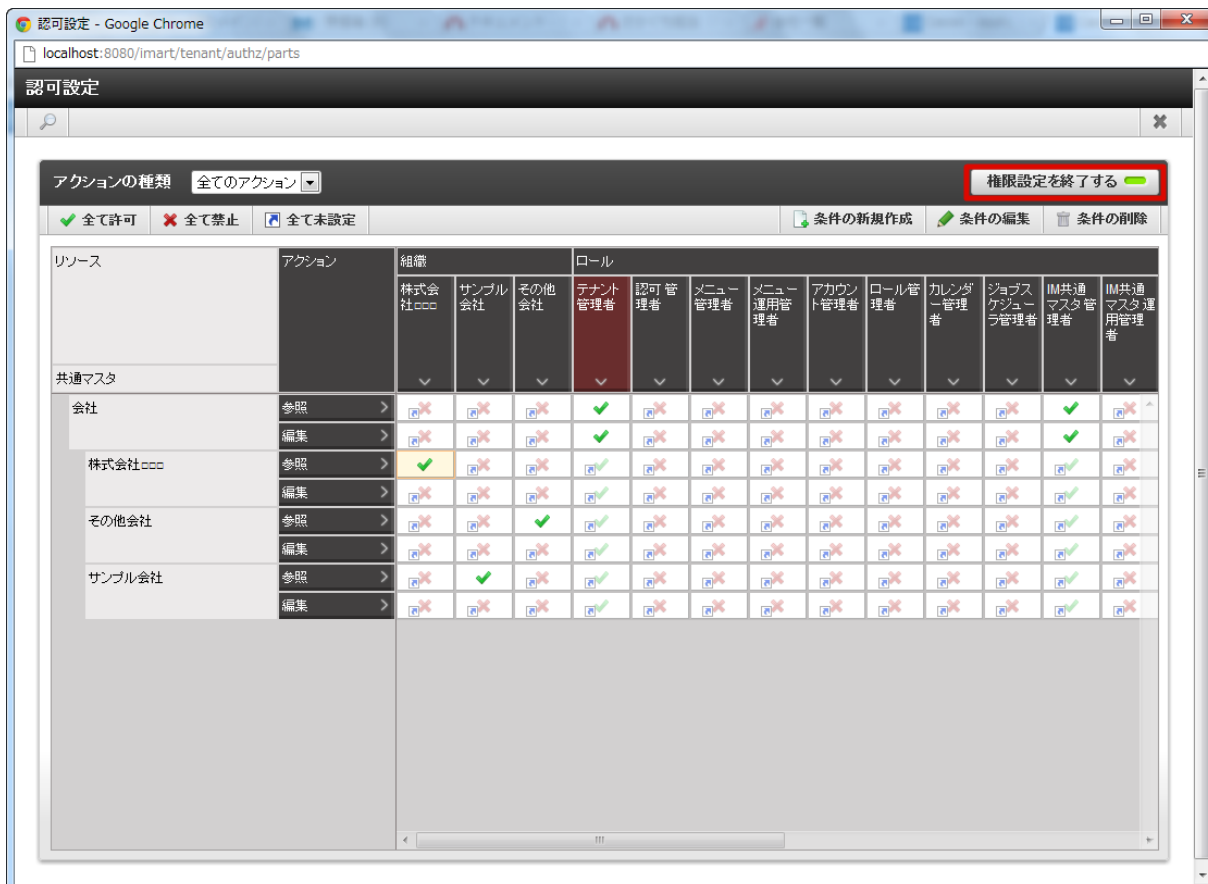 認可設定 - Google Chrome
localhost:8080/imart/tenant/authz/parts
認可設定
アクションの種類 全てのアクション 権限設定を終了する
全て許可 全て禁止 全て未設定 条件の新規作成 条件の編集 条件の削除
リソース アクション 組織 ロール
株式会社□□□ サンプル会社 その他会社 テナント管理者 認可管理者 メニュー管理者 メニュー運用管理者 アカウント管理者 ロール管理者 カレンダー管理者 ジョブスケジューラ管理者 IM共通マスタ管理者 IM共通マスタ運用管理者
共通マスタ
会社 参照
編集
株式会社□□□ 参照
編集
その他会社 参照
編集
サンプル会社 参照
編集